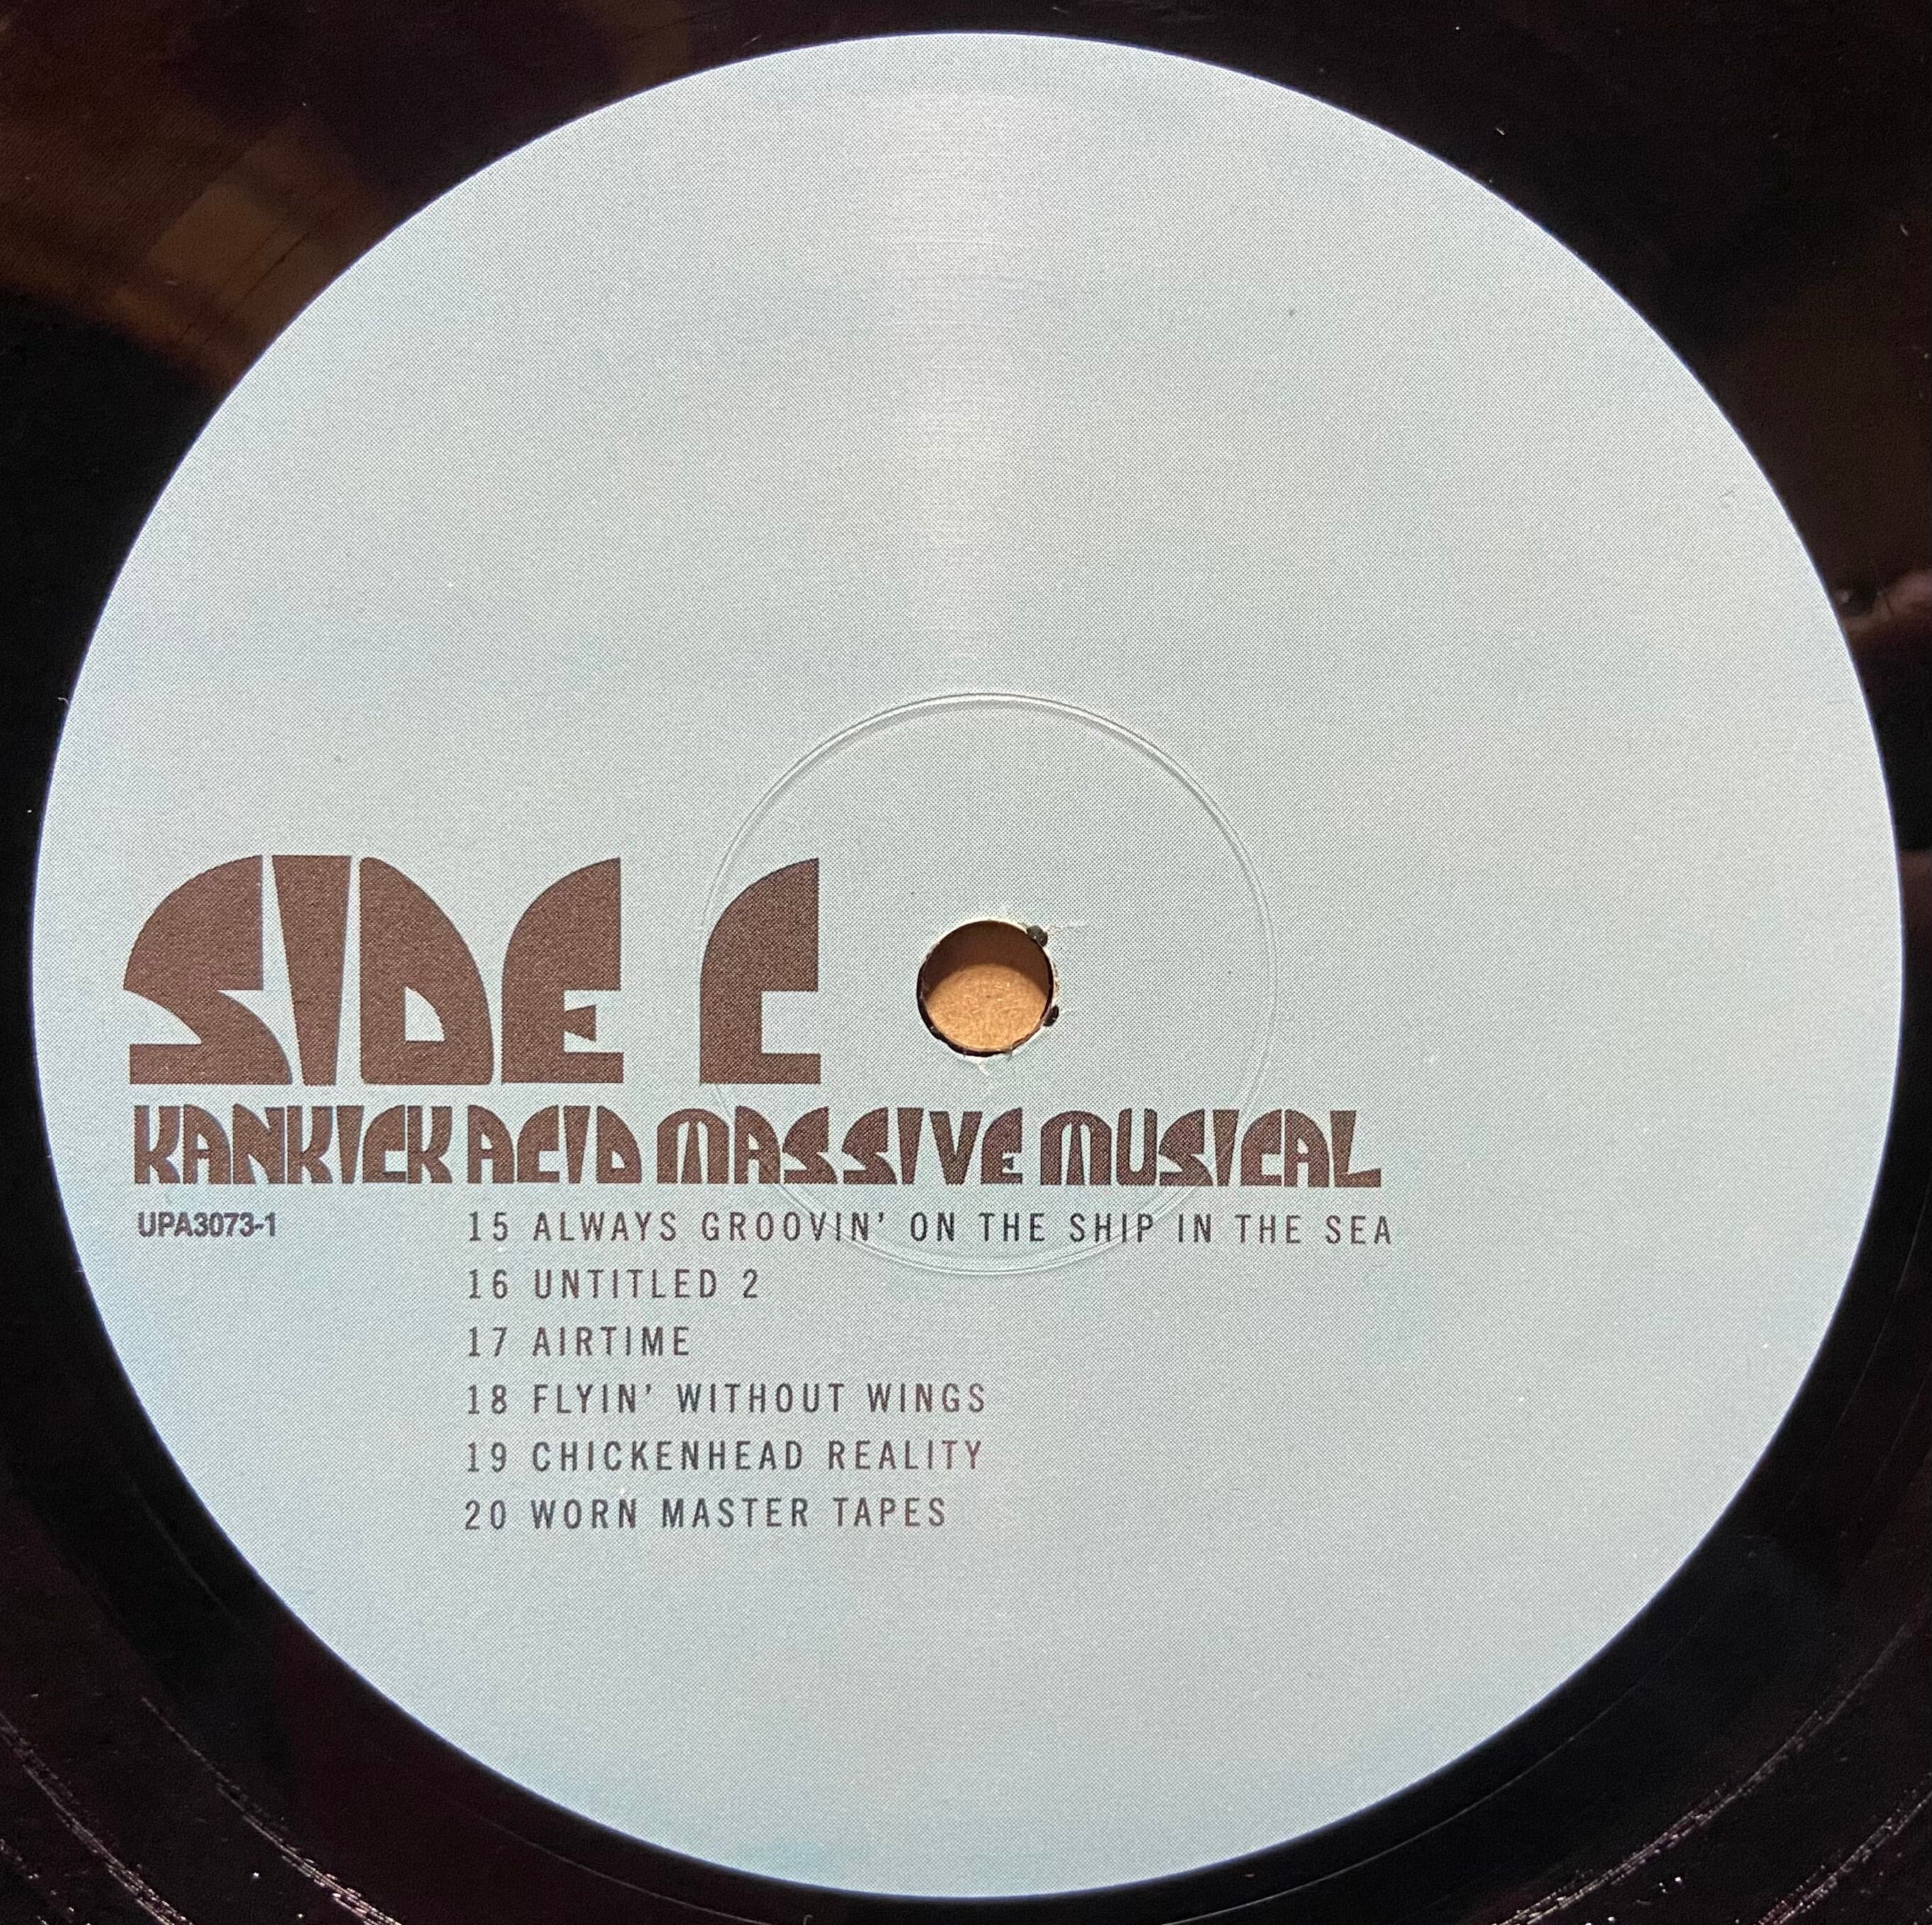 SIDE C
KANKICK ACID MASSIVE MUSICAL
UPA3073-1
15 ALWAYS GROOVIN' ON THE SHIP IN THE SEA
16 UNTITLED 2
17 AIRTIME
18 FLYIN' WITHOUT WINGS
19 CHICKENHEAD REALITY
20 WORN MASTER TAPES